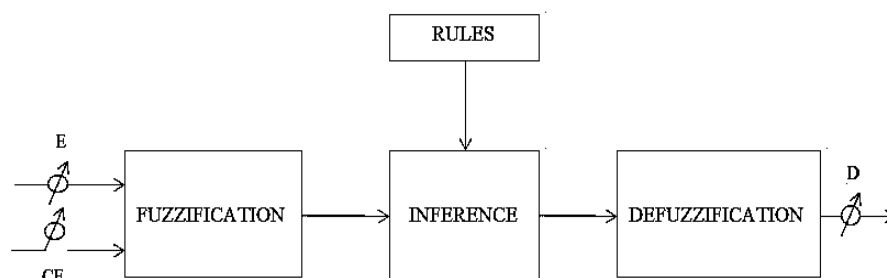 RULES
E
FUZZIFICATION
INFERENCE
DEFUZZIFICATION
D
CE